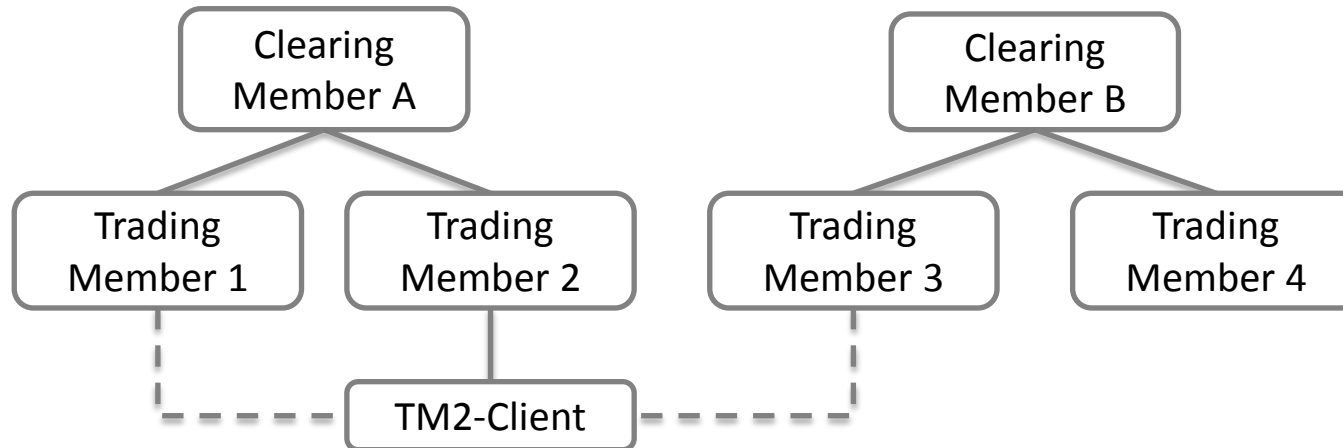 Clearing
Member A
Clearing
Member B
Trading
Member 1
Trading
Member 2
Trading
Member 3
Trading
Member 4
TM2-Client